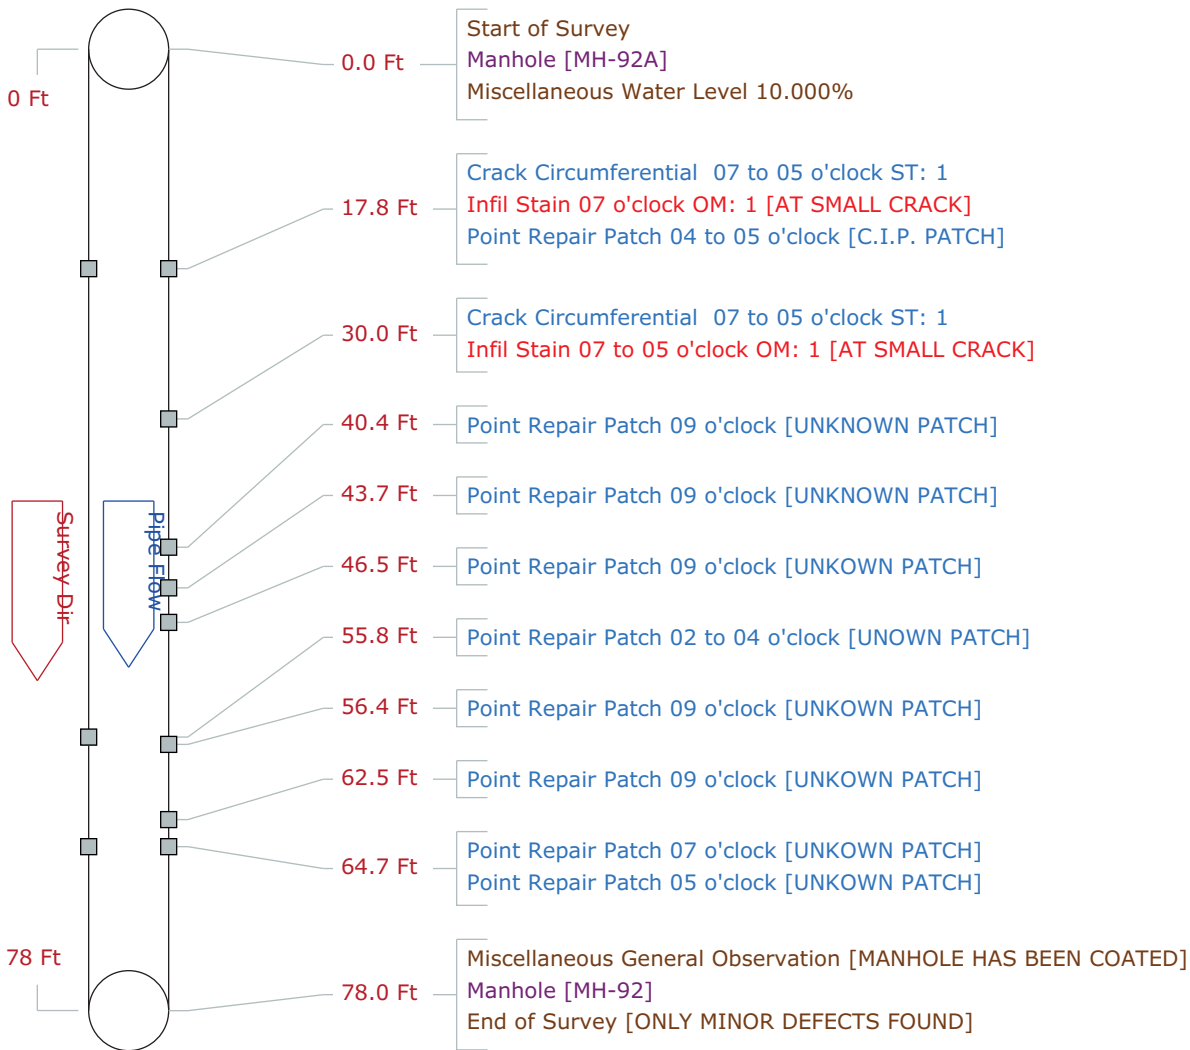 Start of Survey
0.0 Ft
Manhole [MH-92A]
Miscellaneous Water Level 10.000%
0 Ft
Crack Circumferential  07 to 05 o'clock ST: 1
17.8 Ft
Infil Stain 07 o'clock OM: 1 [AT SMALL CRACK]
Point Repair Patch 04 to 05 o'clock [C.I.P. PATCH]
Crack Circumferential  07 to 05 o'clock ST: 1
30.0 Ft
Infil Stain 07 to 05 o'clock OM: 1 [AT SMALL CRACK]
40.4 Ft
Point Repair Patch 09 o'clock [UNKNOWN PATCH]
43.7 Ft
Point Repair Patch 09 o'clock [UNKNOWN PATCH]
Survey Dir
Pipe Flow
46.5 Ft
Point Repair Patch 09 o'clock [UNKOWN PATCH]
55.8 Ft
Point Repair Patch 02 to 04 o'clock [UNOWN PATCH]
56.4 Ft
Point Repair Patch 09 o'clock [UNKOWN PATCH]
62.5 Ft
Point Repair Patch 09 o'clock [UNKOWN PATCH]
64.7 Ft
Point Repair Patch 07 o'clock [UNKOWN PATCH]
Point Repair Patch 05 o'clock [UNKOWN PATCH]
78 Ft
Miscellaneous General Observation [MANHOLE HAS BEEN COATED]
78.0 Ft
Manhole [MH-92]
End of Survey [ONLY MINOR DEFECTS FOUND]